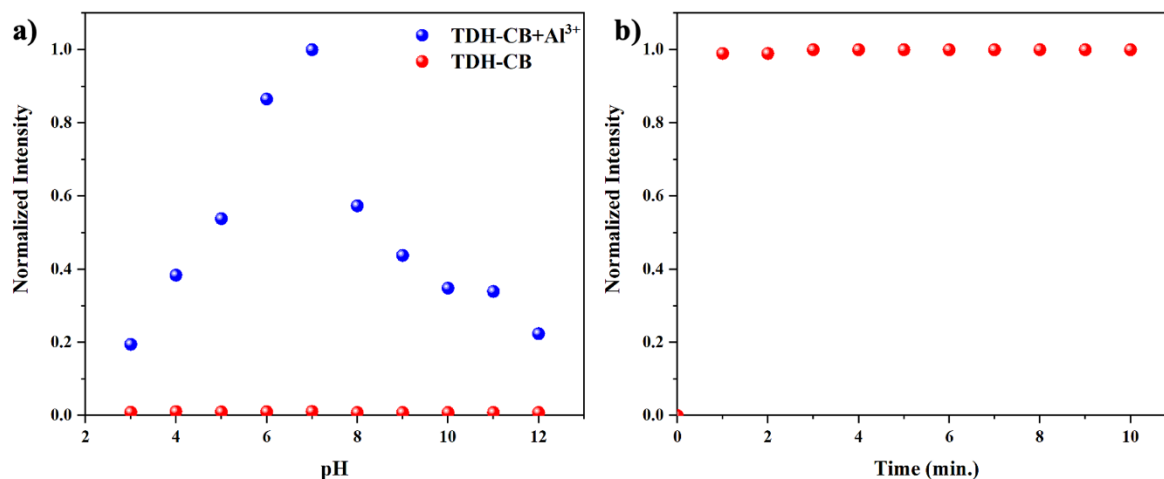 a)
TDH-CB+Al³⁺
TDH-CB
Normalized Intensity
1.0
0.8
0.6
0.4
0.2
0.0
2 4 6 8 10 12
pH
b)
Normalized Intensity
1.0
0.8
0.6
0.4
0.2
0.0
0 2 4 6 8 10
Time (min.)